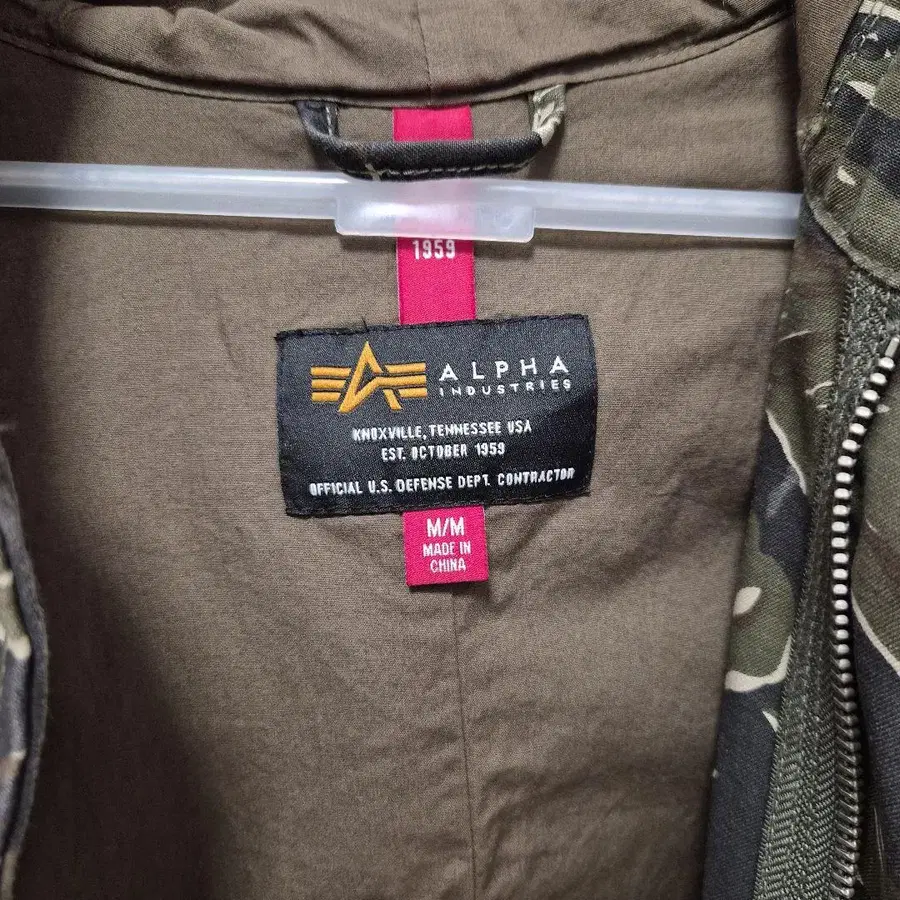 1959
ALPHA
INDUSTRIES
KNOXVILLE, TENNESSEE USA
EST. OCTOBER 1959
OFFICIAL U.S. DEFENSE DEPT. CONTRACTOR
M/M
MADE IN
CHINA